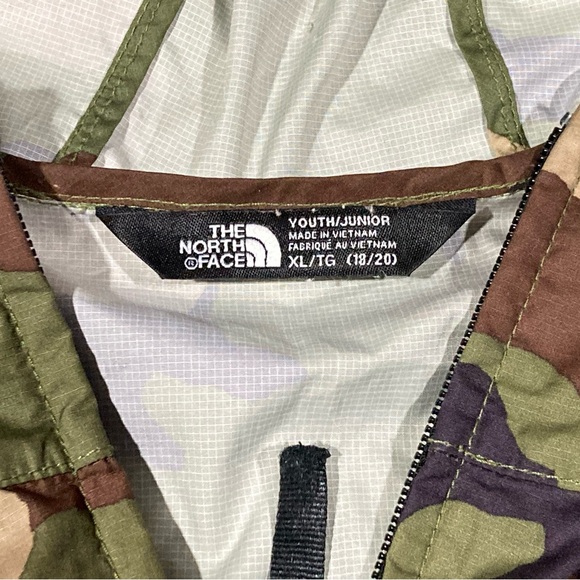 THE
NORTH
FACE
®
YOUTH/JUNIOR
MADE IN VIETNAM
FABRIQUÉ AU VIETNAM
XL/TG (18/20)